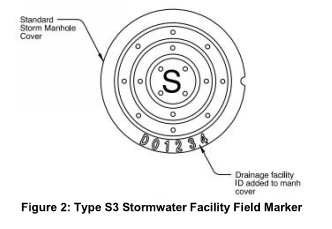 Standard
Storm Manhole
Cover
S
D01234
Drainage facility
ID added to manh
cover
Figure 2: Type S3 Stormwater Facility Field Marker